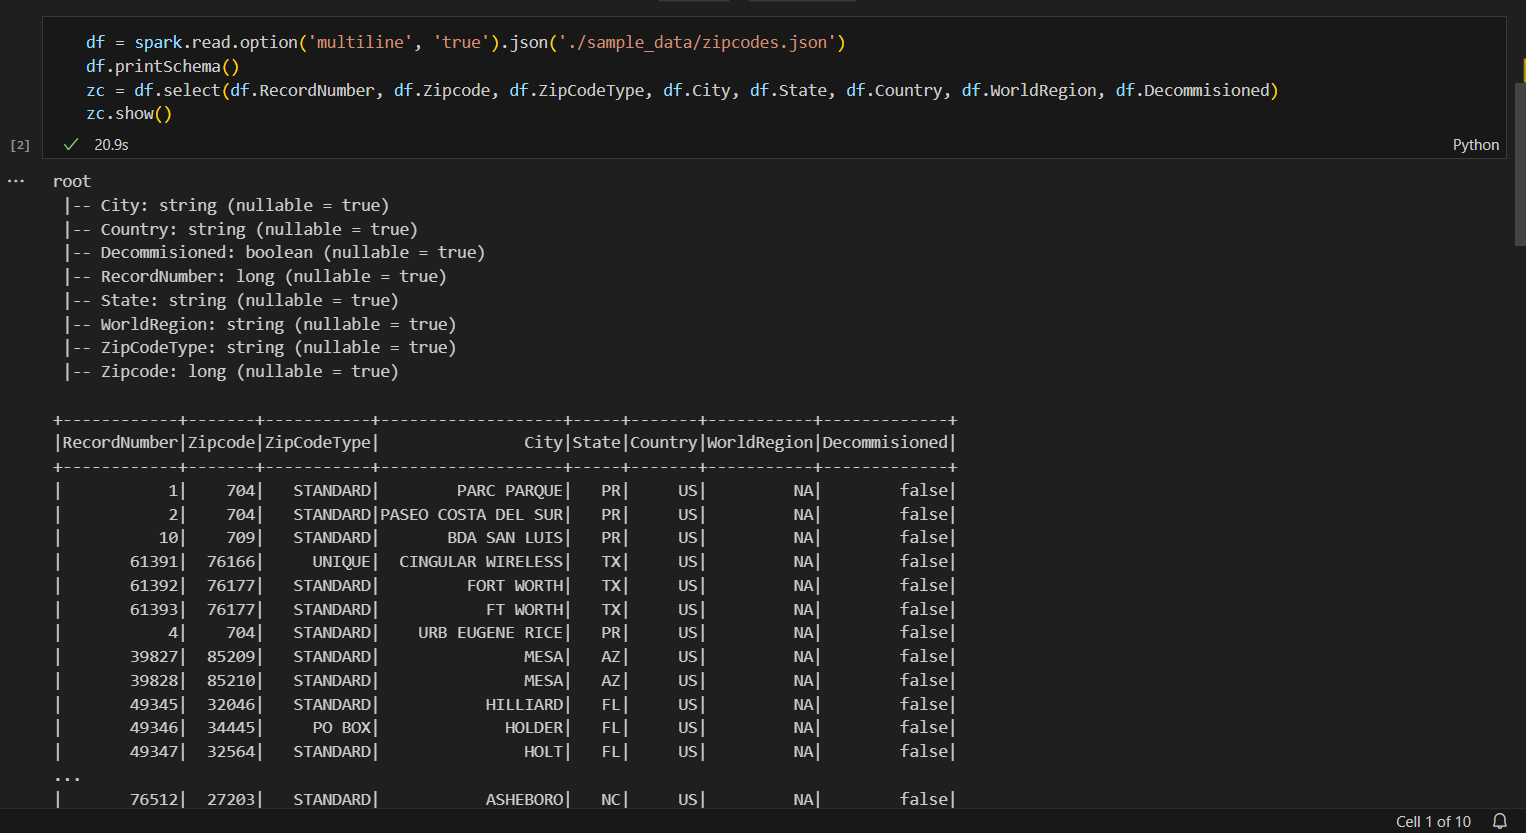 df = spark.read.option('multiline', 'true').json('./sample_data/zipcodes.json')
df.printSchema()
zc = df.select(df.RecordNumber, df.Zipcode, df.ZipCodeType, df.City, df.State, df.Country, df.WorldRegion, df.Decommisioned)
zc.show()
[2] 20.9s Python
... root
 |-- City: string (nullable = true)
 |-- Country: string (nullable = true)
 |-- Decommisioned: boolean (nullable = true)
 |-- RecordNumber: long (nullable = true)
 |-- State: string (nullable = true)
 |-- WorldRegion: string (nullable = true)
 |-- ZipCodeType: string (nullable = true)
 |-- Zipcode: long (nullable = true)
+------------+-------+-----------+-------------------+-----+-------+-----------+-------------+
|RecordNumber|Zipcode|ZipCodeType|               City|State|Country|WorldRegion|Decommisioned|
+------------+-------+-----------+-------------------+-----+-------+-----------+-------------+
|           1|    704|   STANDARD|        PARC PARQUE|   PR|     US|         NA|        false|
|           2|    704|   STANDARD|PASEO COSTA DEL SUR|   PR|     US|         NA|        false|
|          10|    709|   STANDARD|       BDA SAN LUIS|   PR|     US|         NA|        false|
|       61391|  76166|     UNIQUE|  CINGULAR WIRELESS|   TX|     US|         NA|        false|
|       61392|  76177|   STANDARD|         FORT WORTH|   TX|     US|         NA|        false|
|       61393|  76177|   STANDARD|           FT WORTH|   TX|     US|         NA|        false|
|           4|    704|   STANDARD|    URB EUGENE RICE|   PR|     US|         NA|        false|
|       39827|  85209|   STANDARD|               MESA|   AZ|     US|         NA|        false|
|       39828|  85210|   STANDARD|               MESA|   AZ|     US|         NA|        false|
|       49345|  32046|   STANDARD|           HILLIARD|   FL|     US|         NA|        false|
|       49346|  34445|     PO BOX|             HOLDER|   FL|     US|         NA|        false|
|       49347|  32564|   STANDARD|               HOLT|   FL|     US|         NA|        false|
...
|       76512|  27203|   STANDARD|           ASHEBORO|   NC|     US|         NA|        false|
Cell 1 of 10